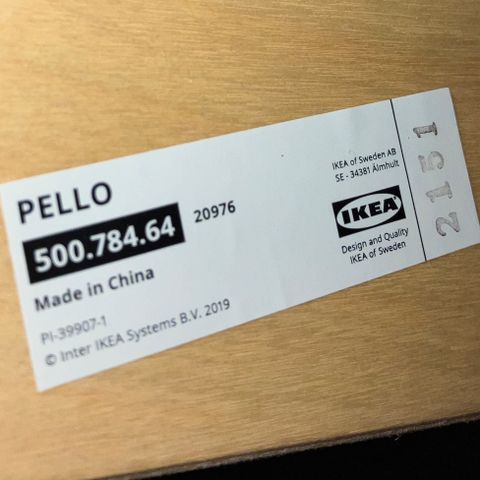 PELLO
500.784.64 20976
Made in China
PI-39907-1
© Inter IKEA Systems B.V. 2019
IKEA of Sweden AB
SE - 34381 Älmhult
IKEA
Design and Quality
IKEA of Sweden
2151